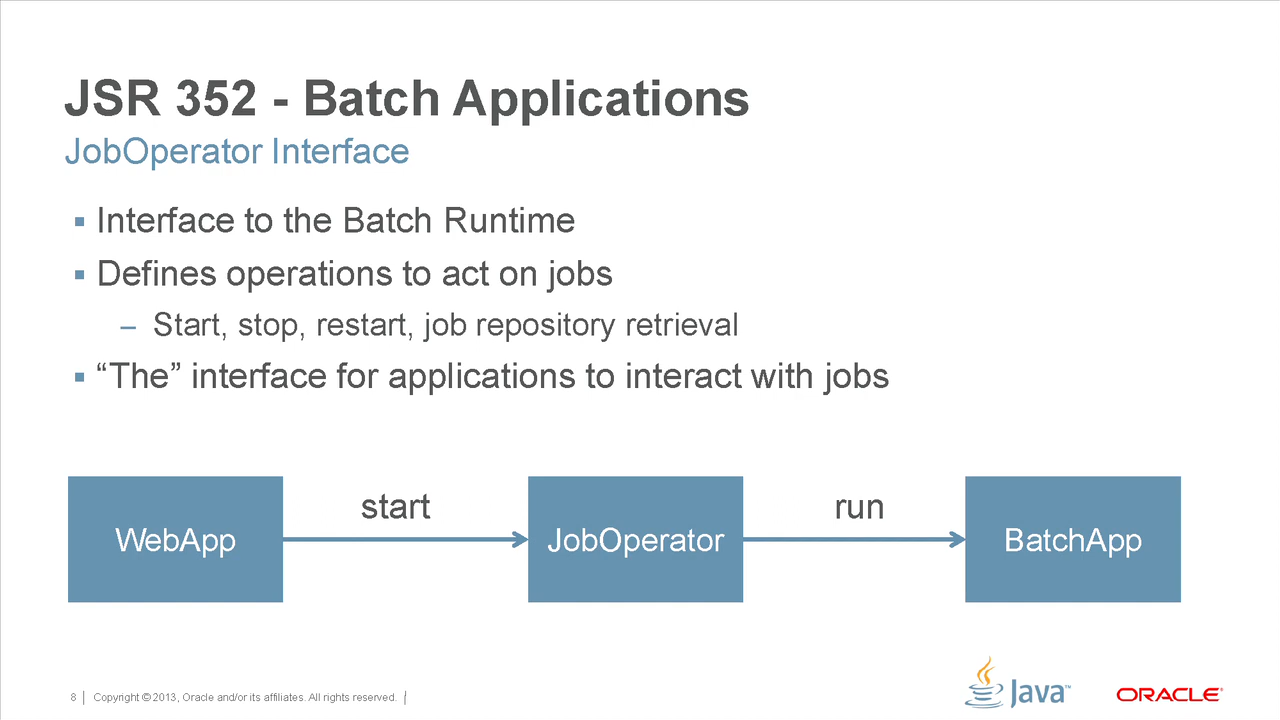 JSR 352 - Batch Applications
JobOperator Interface
▪ Interface to the Batch Runtime
▪ Defines operations to act on jobs
– Start, stop, restart, job repository retrieval
▪ “The” interface for applications to interact with jobs
start
run
WebApp
JobOperator
BatchApp
8 | Copyright © 2013, Oracle and/or its affiliates. All rights reserved. |
Java™
ORACLE®